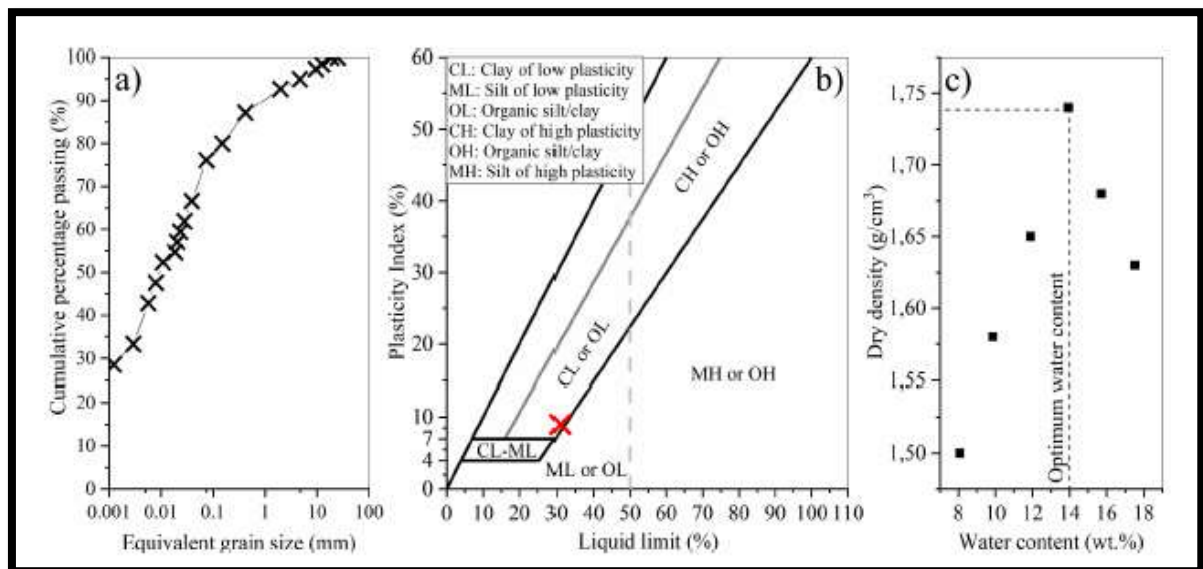 a)
Cumulative percentage passing (%)
100
90
80
70
60
50
40
30
20
10
0
0.001 0.01 0.1 1 10 100
Equivalent grain size (mm)
b)
CL: Clay of low plasticity
ML: Silt of low plasticity
OL: Organic silt/clay
CH: Clay of high plasticity
OH: Organic silt/clay
MH: Silt of high plasticity
Plasticity Index (%)
60
50
40
30
20
10
7
4
0
CH or OH
CL or OL
MH or OH
CL-ML
ML or OL
0 10 20 30 40 50 60 70 80 90 100 110
Liquid limit (%)
c)
Dry density (g/cm³)
1,75
1,70
1,65
1,60
1,55
1,50
Optimum water content
8 10 12 14 16 18
Water content (wt.%)